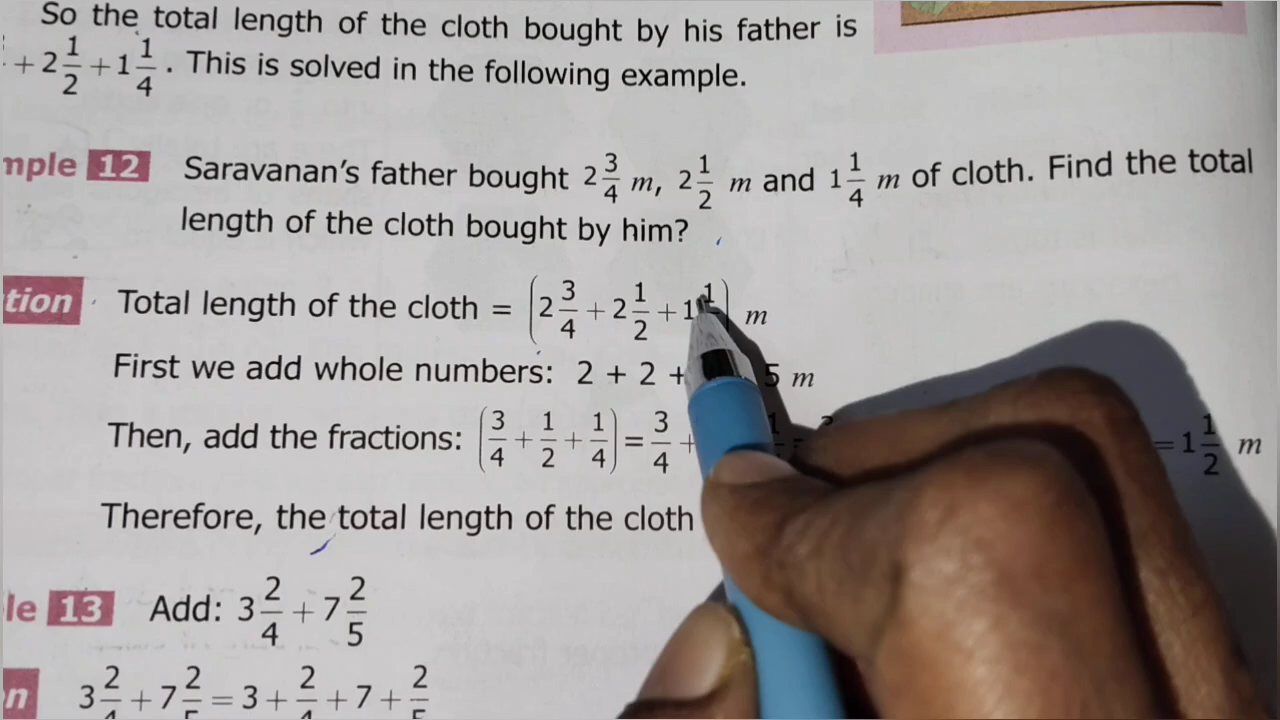 So the total length of the cloth bought by his father is
+ 2 1/2 + 1 1/4 . This is solved in the following example.
mple 12 Saravanan's father bought 2 3/4 m, 2 1/2 m and 1 1/4 m of cloth. Find the total
length of the cloth bought by him?
tion Total length of the cloth = (2 3/4 + 2 1/2 + 1 1/) m
First we add whole numbers: 2 + 2 + 5 m
Then, add the fractions: (3/4 + 1/2 + 1/4) = 3/4 + = 1 1/2 m
Therefore, the total length of the cloth
le 13 Add: 3 2/4 + 7 2/5
n 3 2/4 + 7 2/5 = 3 + 2/4 + 7 + 2/5